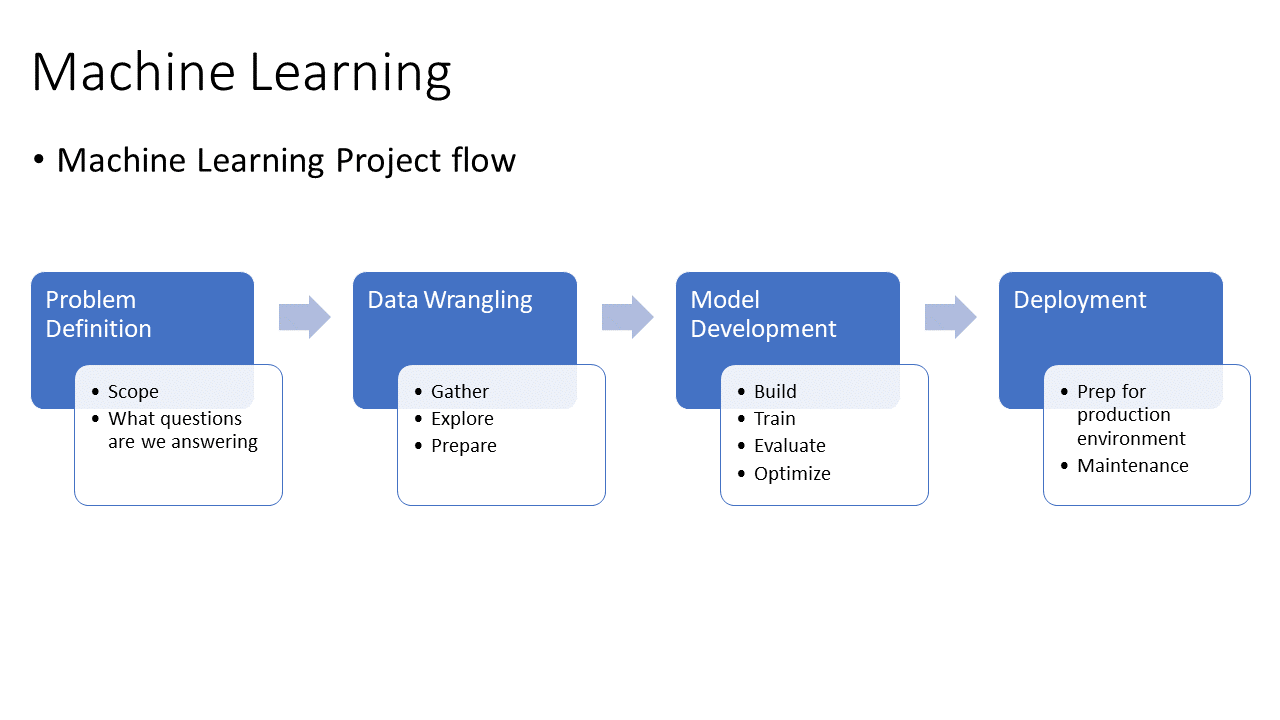 Machine Learning
• Machine Learning Project flow
Problem
Definition
• Scope
• What questions
are we answering
Data Wrangling
• Gather
• Explore
• Prepare
Model
Development
• Build
• Train
• Evaluate
• Optimize
Deployment
• Prep for
production
environment
• Maintenance